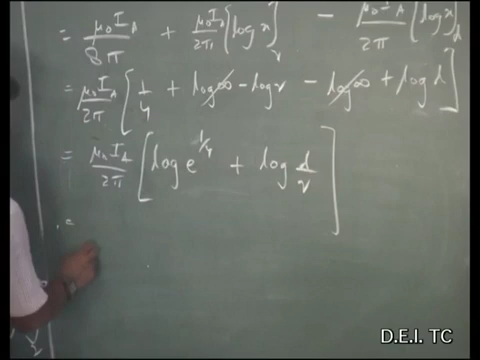 = μ₀I_A/8π + μ₀I_A/2π {log x}_r - μ₀I_A/2π {log x}_d
= μ₀I_A/2π [1/4 + log ∞ - log r - log ∞ + log d]
= μ₀I_A/2π [log e^1/4 + log d/r]
=
D.E.I. TC